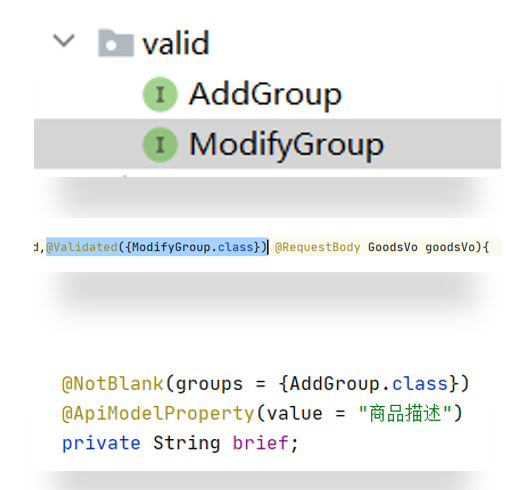 valid
I AddGroup
I ModifyGroup
d,@Validated({ModifyGroup.class}) @RequestBody GoodsVo goodsVo){
@NotBlank(groups = {AddGroup.class})
@ApiModelProperty(value = "商品描述")
private String brief;